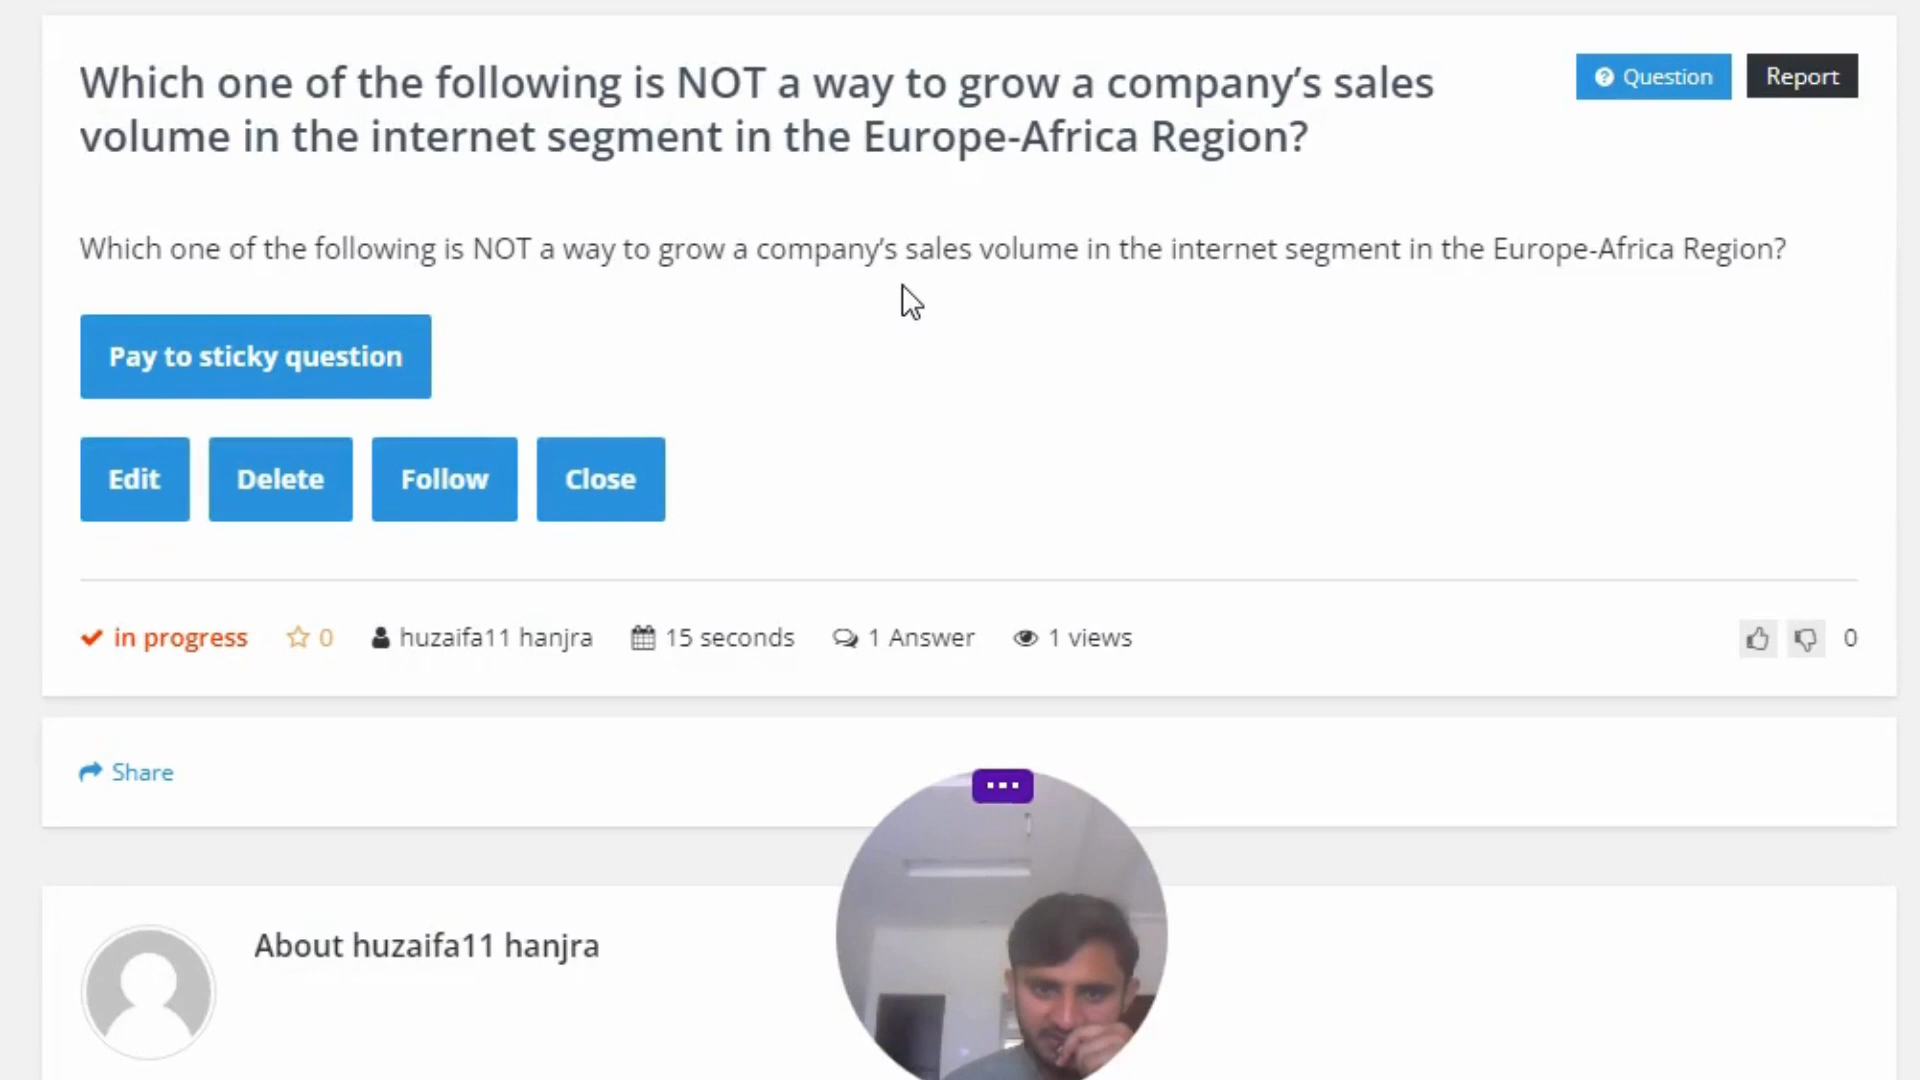 Which one of the following is NOT a way to grow a company’s sales
volume in the internet segment in the Europe-Africa Region?
Question
Report
Which one of the following is NOT a way to grow a company’s sales volume in the internet segment in the Europe-Africa Region?
Pay to sticky question
Edit
Delete
Follow
Close
in progress
0
huzaifa11 hanjra
15 seconds
1 Answer
1 views
0
Share
About huzaifa11 hanjra